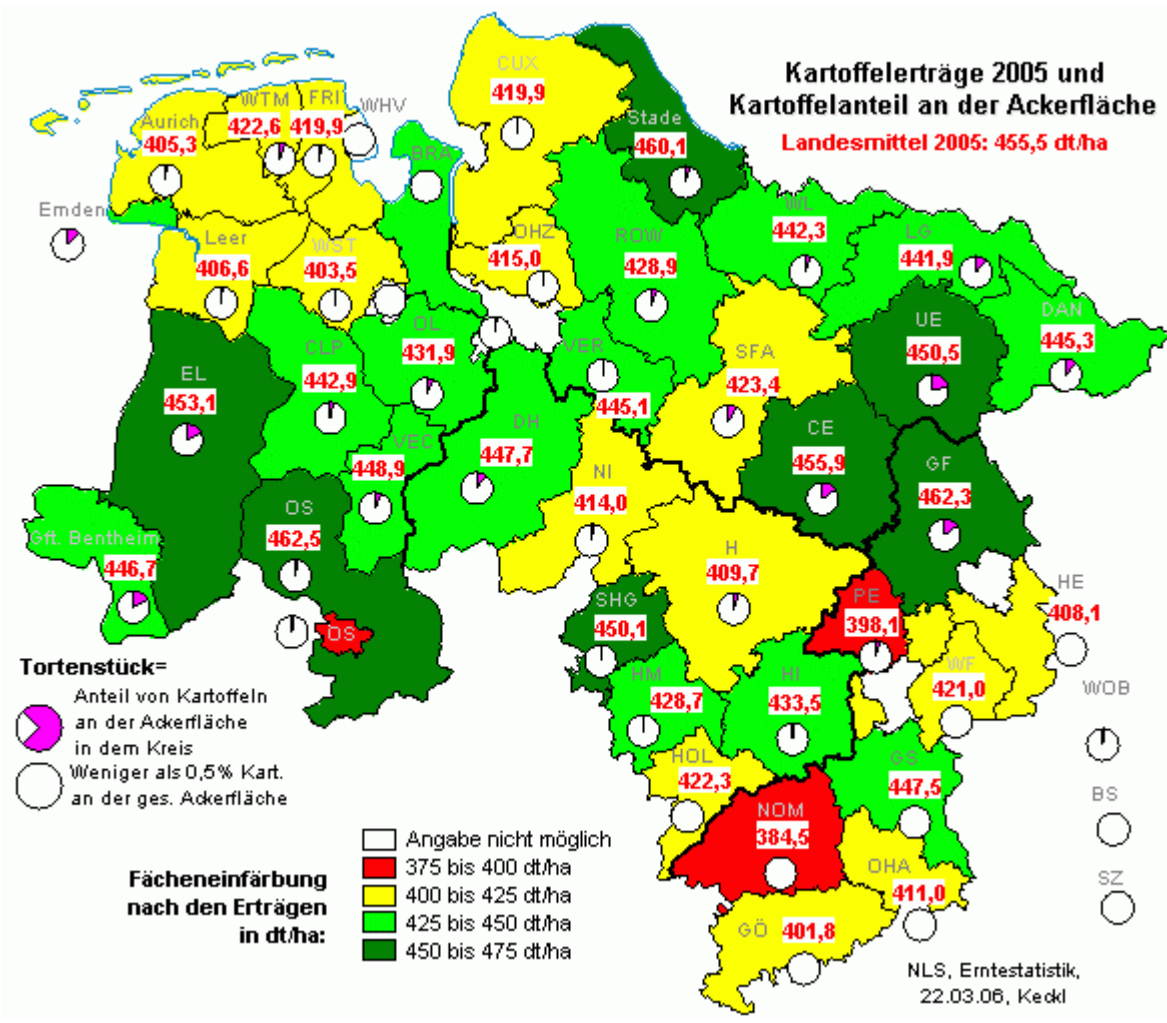 Kartoffelerträge 2005 und
Kartoffelanteil an der Ackerfläche
Landesmittel 2005: 455,5 dt/ha
CUX
419,9
WTM
422,6
FRI
419,9
WHV
Aurich
405,3
Stade
460,1
BRA
Emden
Leer
406,6
WST
403,5
OHZ
415,0
ROW
428,9
WL
442,3
LG
441,9
DAN
445,3
UE
450,5
EL
453,1
CLP
442,9
OL
431,9
VER
445,1
SFA
423,4
VEC
448,9
DH
447,7
CE
455,9
GF
462,3
NI
414,0
OS
462,5
Gft. Bentheim
446,7
H
409,7
PE
398,1
HE
408,1
SHG
450,1
OS
WF
421,0
HM
428,7
HI
433,5
WOB
HOL
422,3
GS
447,5
BS
NOM
384,5
OHA
411,0
SZ
GÖ
401,8
Tortenstück=
Anteil von Kartoffeln
an der Ackerfläche
in dem Kreis
Weniger als 0,5% Kart.
an der ges. Ackerfläche
Fächeneinfärbung
nach den Erträgen
in dt/ha:
Angabe nicht möglich
375 bis 400 dt/ha
400 bis 425 dt/ha
425 bis 450 dt/ha
450 bis 475 dt/ha
NLS, Erntestatistik,
22.03.06, Keckl